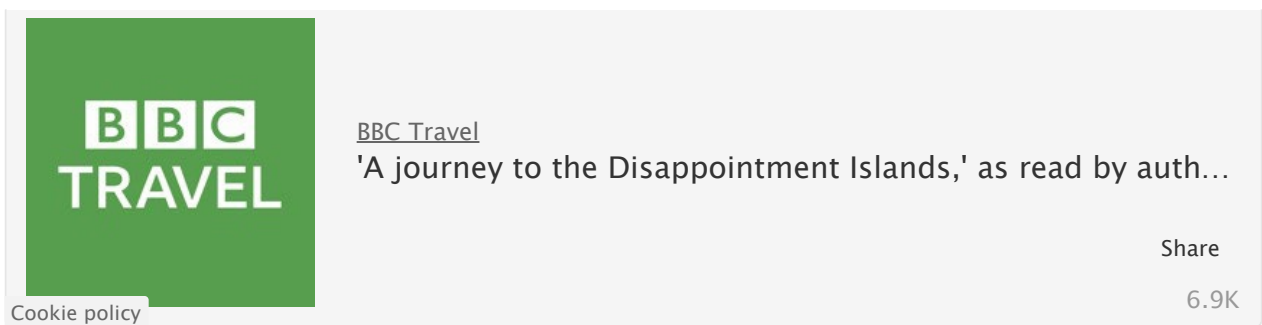 BBC
TRAVEL
BBC Travel
'A journey to the Disappointment Islands,' as read by auth...
Share
6.9K
Cookie policy